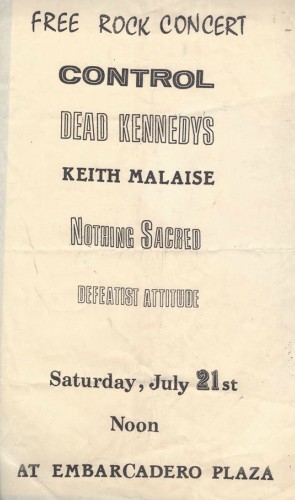 FREE ROCK CONCERT
CONTROL
DEAD KENNEDYS
KEITH MALAISE
NOTHING SACRED
DEFEATIST ATTITUDE
Saturday, July 21st
Noon
AT EMBARCADERO PLAZA